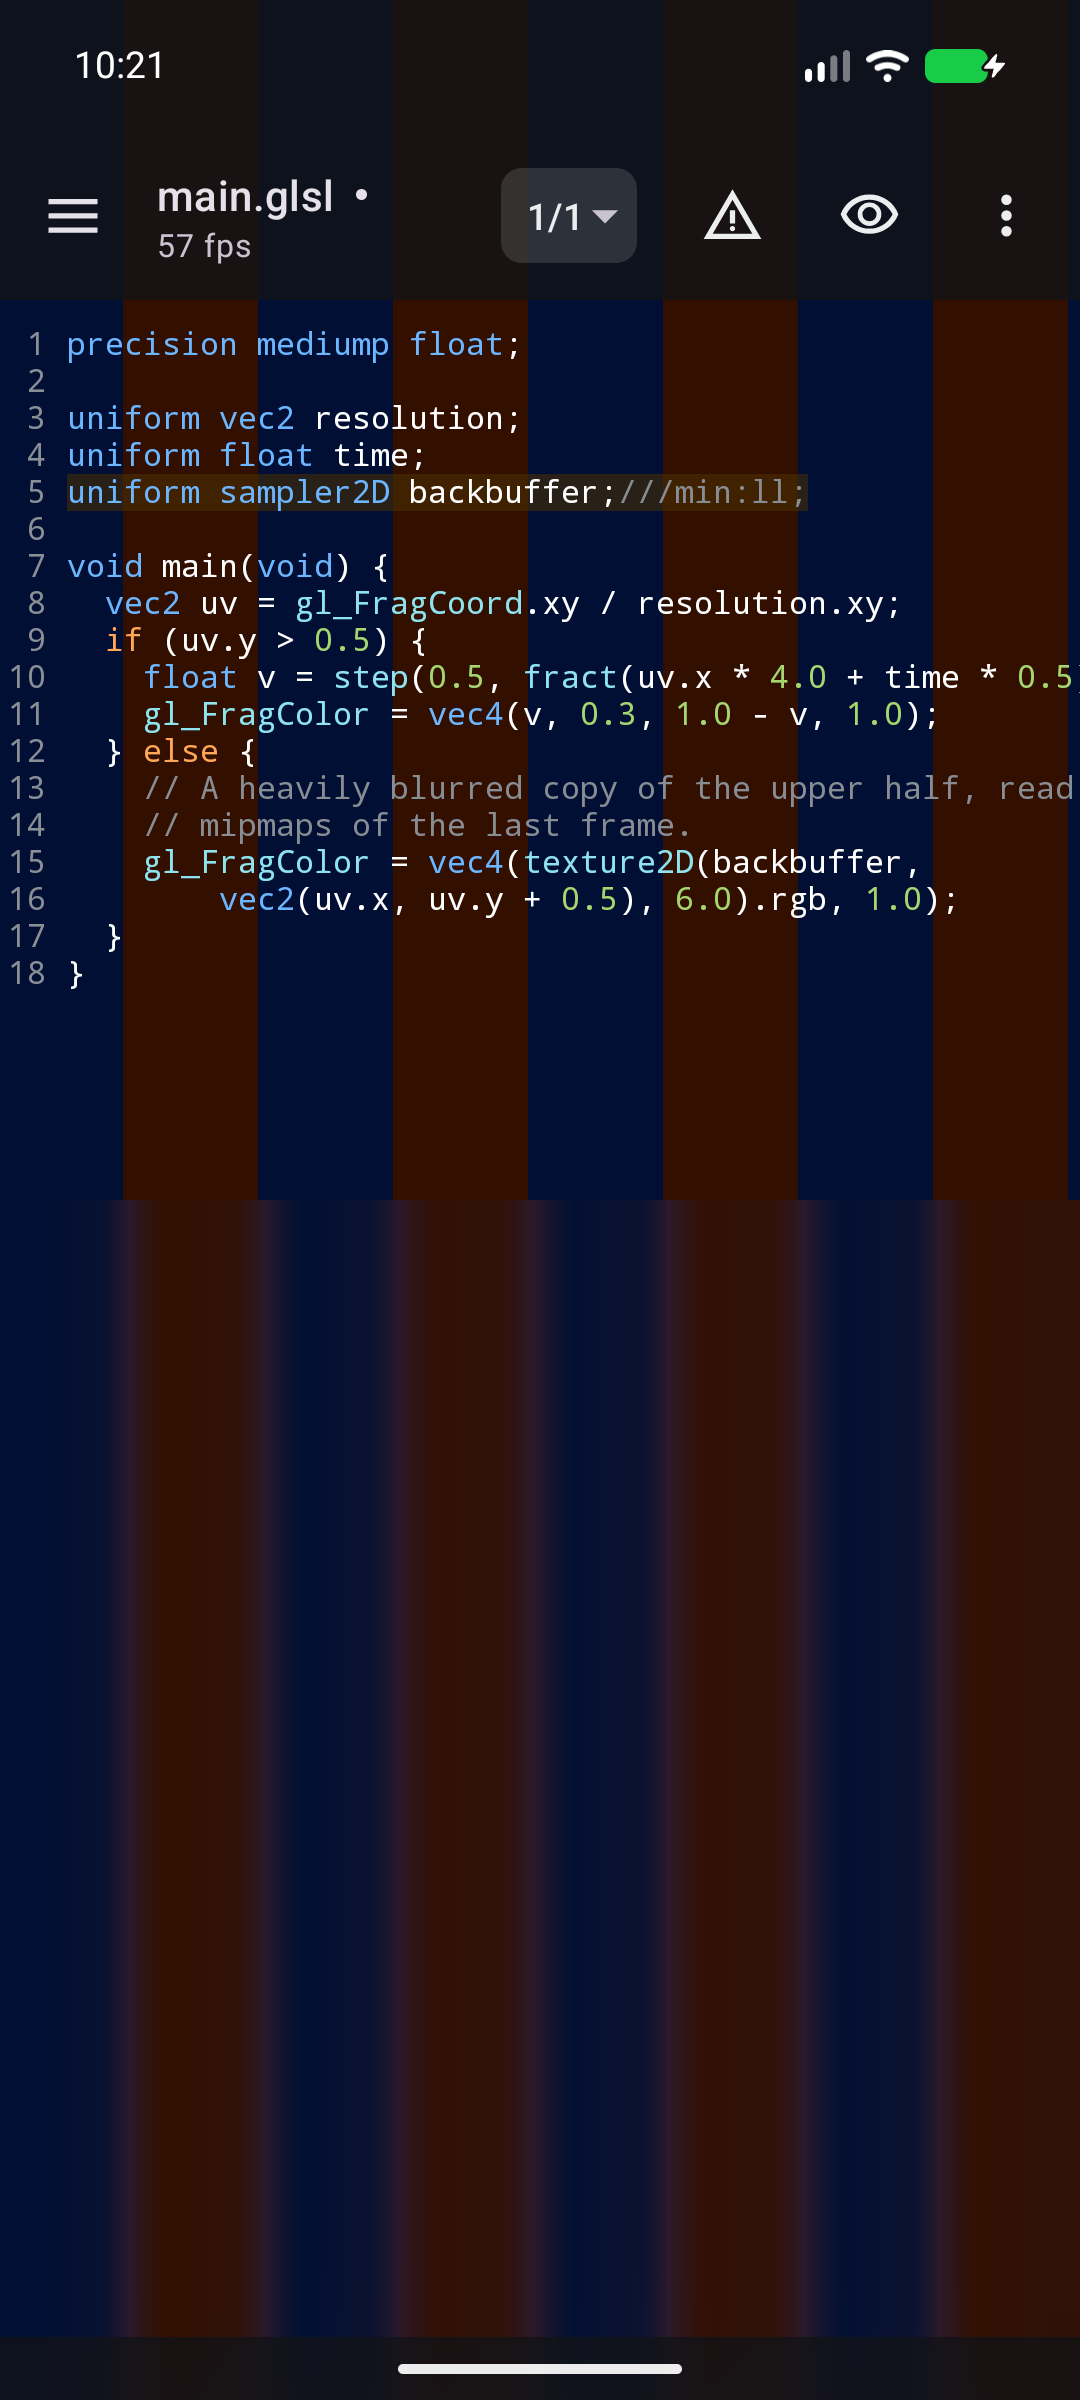 10:21
main.glsl •
57 fps
1/1
1 precision mediump float;
2
3 uniform vec2 resolution;
4 uniform float time;
5 uniform sampler2D backbuffer;///min:ll;
6
7 void main(void) {
8   vec2 uv = gl_FragCoord.xy / resolution.xy;
9   if (uv.y > 0.5) {
10     float v = step(0.5, fract(uv.x * 4.0 + time * 0.5
11     gl_FragColor = vec4(v, 0.3, 1.0 - v, 1.0);
12   } else {
13     // A heavily blurred copy of the upper half, read
14     // mipmaps of the last frame.
15     gl_FragColor = vec4(texture2D(backbuffer,
16         vec2(uv.x, uv.y + 0.5), 6.0).rgb, 1.0);
17   }
18 }